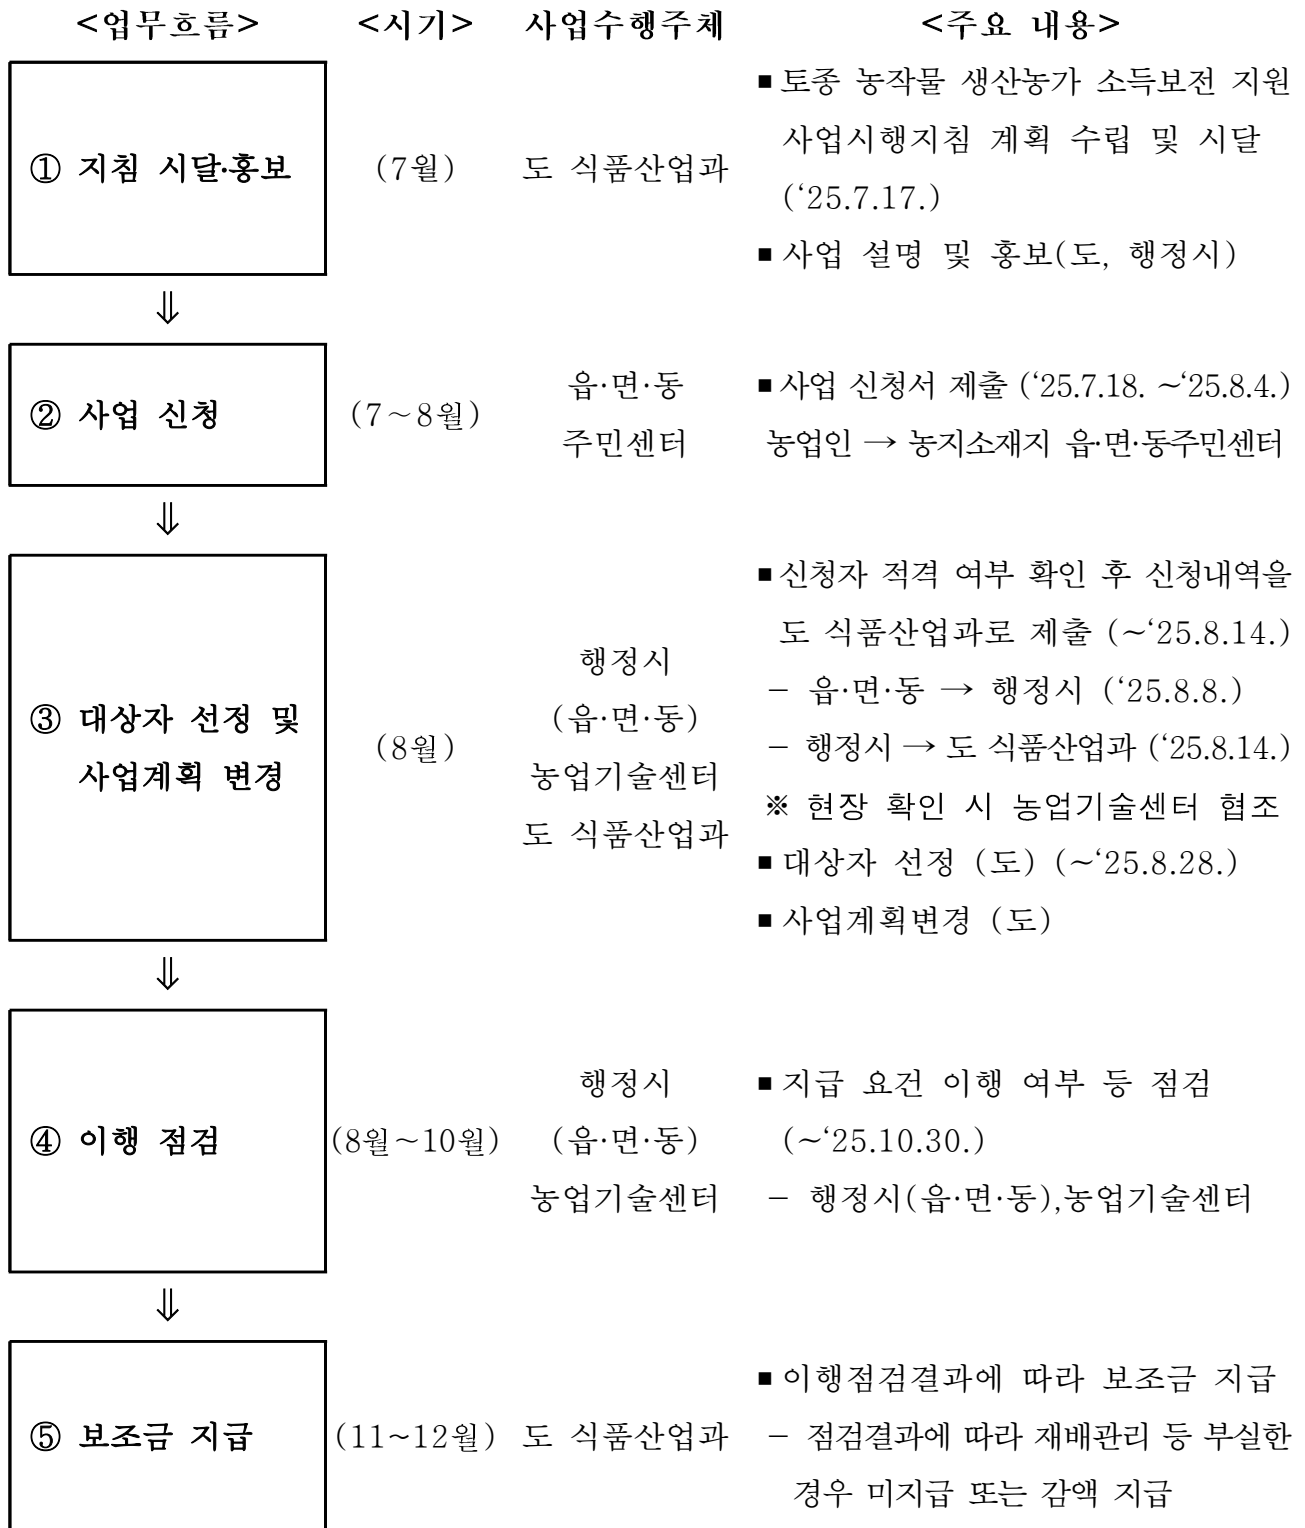 <업무흐름> <시기> 사업수행주체 <주요 내용>
① 지침 시달·홍보
(7월)
도 식품산업과
▪토종 농작물 생산농가 소득보전 지원
사업시행지침 계획 수립 및 시달
(‘25.7.17.)
▪사업 설명 및 홍보(도, 행정시)
⇓
② 사업 신청
(7～8월)
읍·면·동
주민센터
▪사업 신청서 제출 (‘25.7.18. ～‘25.8.4.)
농업인 → 농지소재지 읍·면·동주민센터
⇓
③ 대상자 선정 및
사업계획 변경
(8월)
행정시
(읍·면·동)
농업기술센터
도 식품산업과
▪신청자 적격 여부 확인 후 신청내역을
도 식품산업과로 제출 (～‘25.8.14.)
－ 읍·면·동 → 행정시 (‘25.8.8.)
－ 행정시 → 도 식품산업과 (‘25.8.14.)
※ 현장 확인 시 농업기술센터 협조
▪대상자 선정 (도) (～‘25.8.28.)
▪사업계획변경 (도)
⇓
④ 이행 점검
(8월～10월)
행정시
(읍·면·동)
농업기술센터
▪지급 요건 이행 여부 등 점검
(～‘25.10.30.)
－ 행정시(읍·면·동),농업기술센터
⇓
⑤ 보조금 지급
(11~12월)
도 식품산업과
▪이행점검결과에 따라 보조금 지급
－ 점검결과에 따라 재배관리 등 부실한
경우 미지급 또는 감액 지급